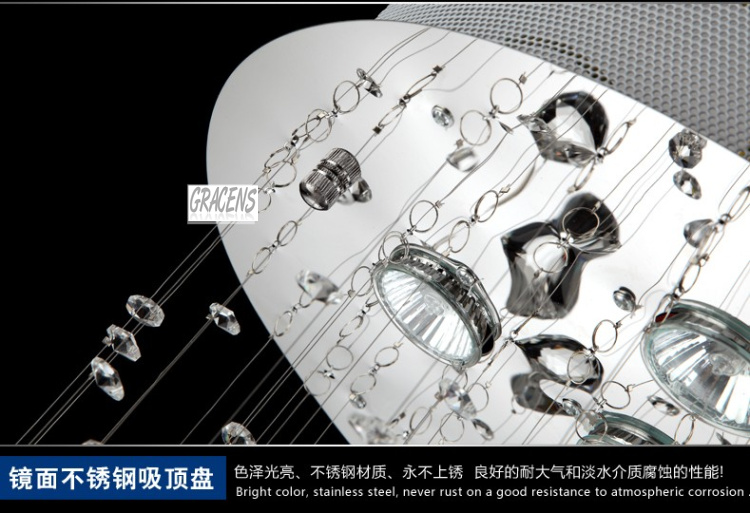 GRACENS
镜面不锈钢吸顶盘
色泽光亮、不锈钢材质、永不上锈 良好的耐大气和淡水介质腐蚀的性能!
Bright color, stainless steel, never rust on a good resistance to atmospheric corrosion .